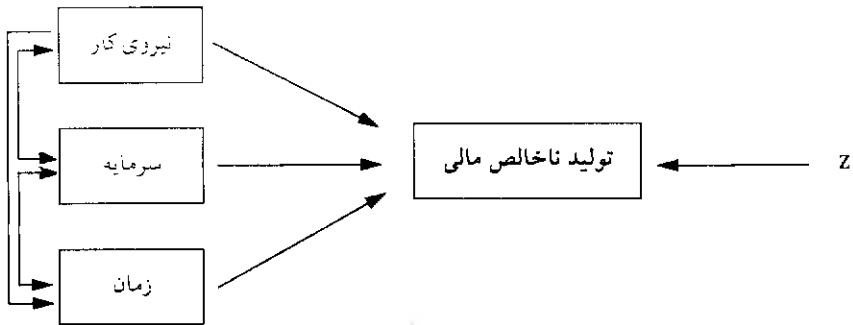 نیروی کار
سرمایه
تولید ناخالص مالی
z
زمان